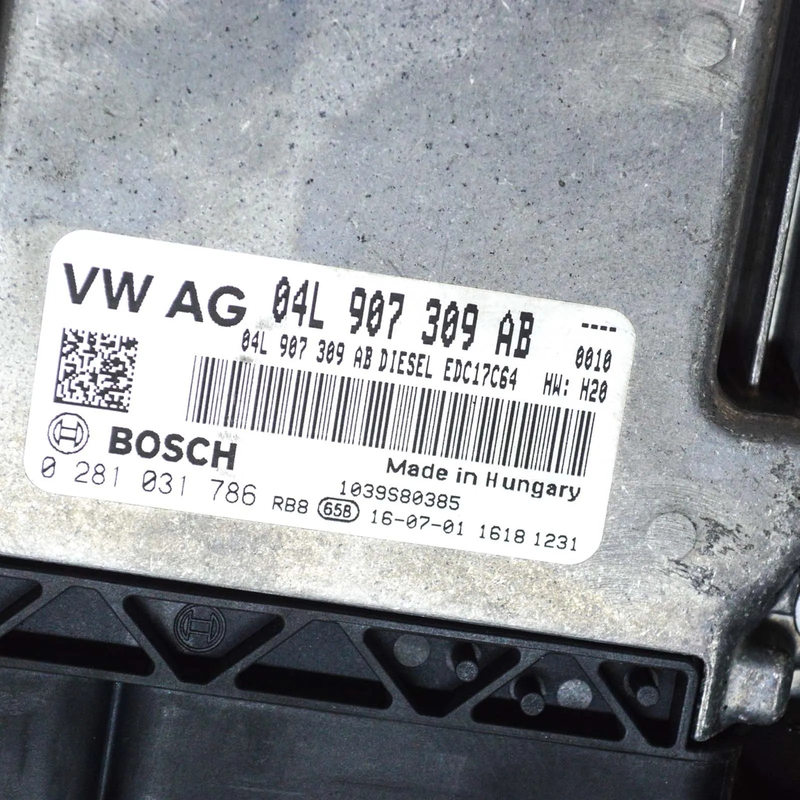 VW AG 04L 907 309 AB ----
04L 907 309 AB DIESEL EDC17C64 0010
HW: H20
BOSCH Made in Hungary
0 281 031 786 1039S80385
RB8 658 16-07-01 1618 1231